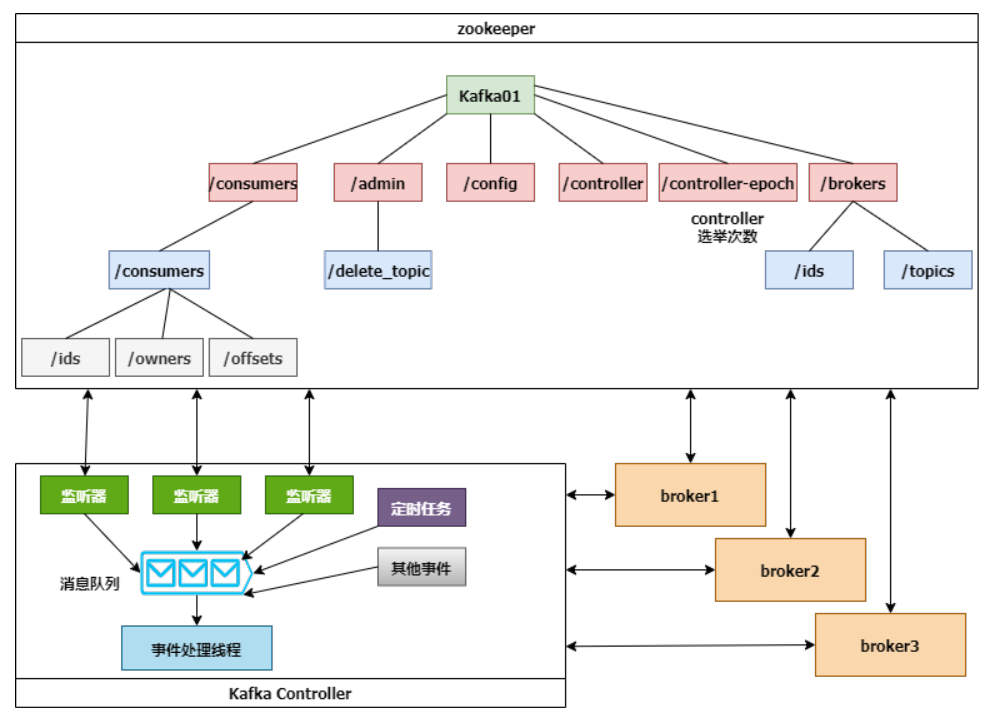 zookeeper
Kafka01
/consumers
/admin
/config
/controller
/controller-epoch
/brokers
controller
选举次数
/consumers
/delete_topic
/ids
/topics
/ids
/owners
/offsets
监听器
监听器
监听器
定时任务
broker1
消息队列
其他事件
broker2
事件处理线程
broker3
Kafka Controller